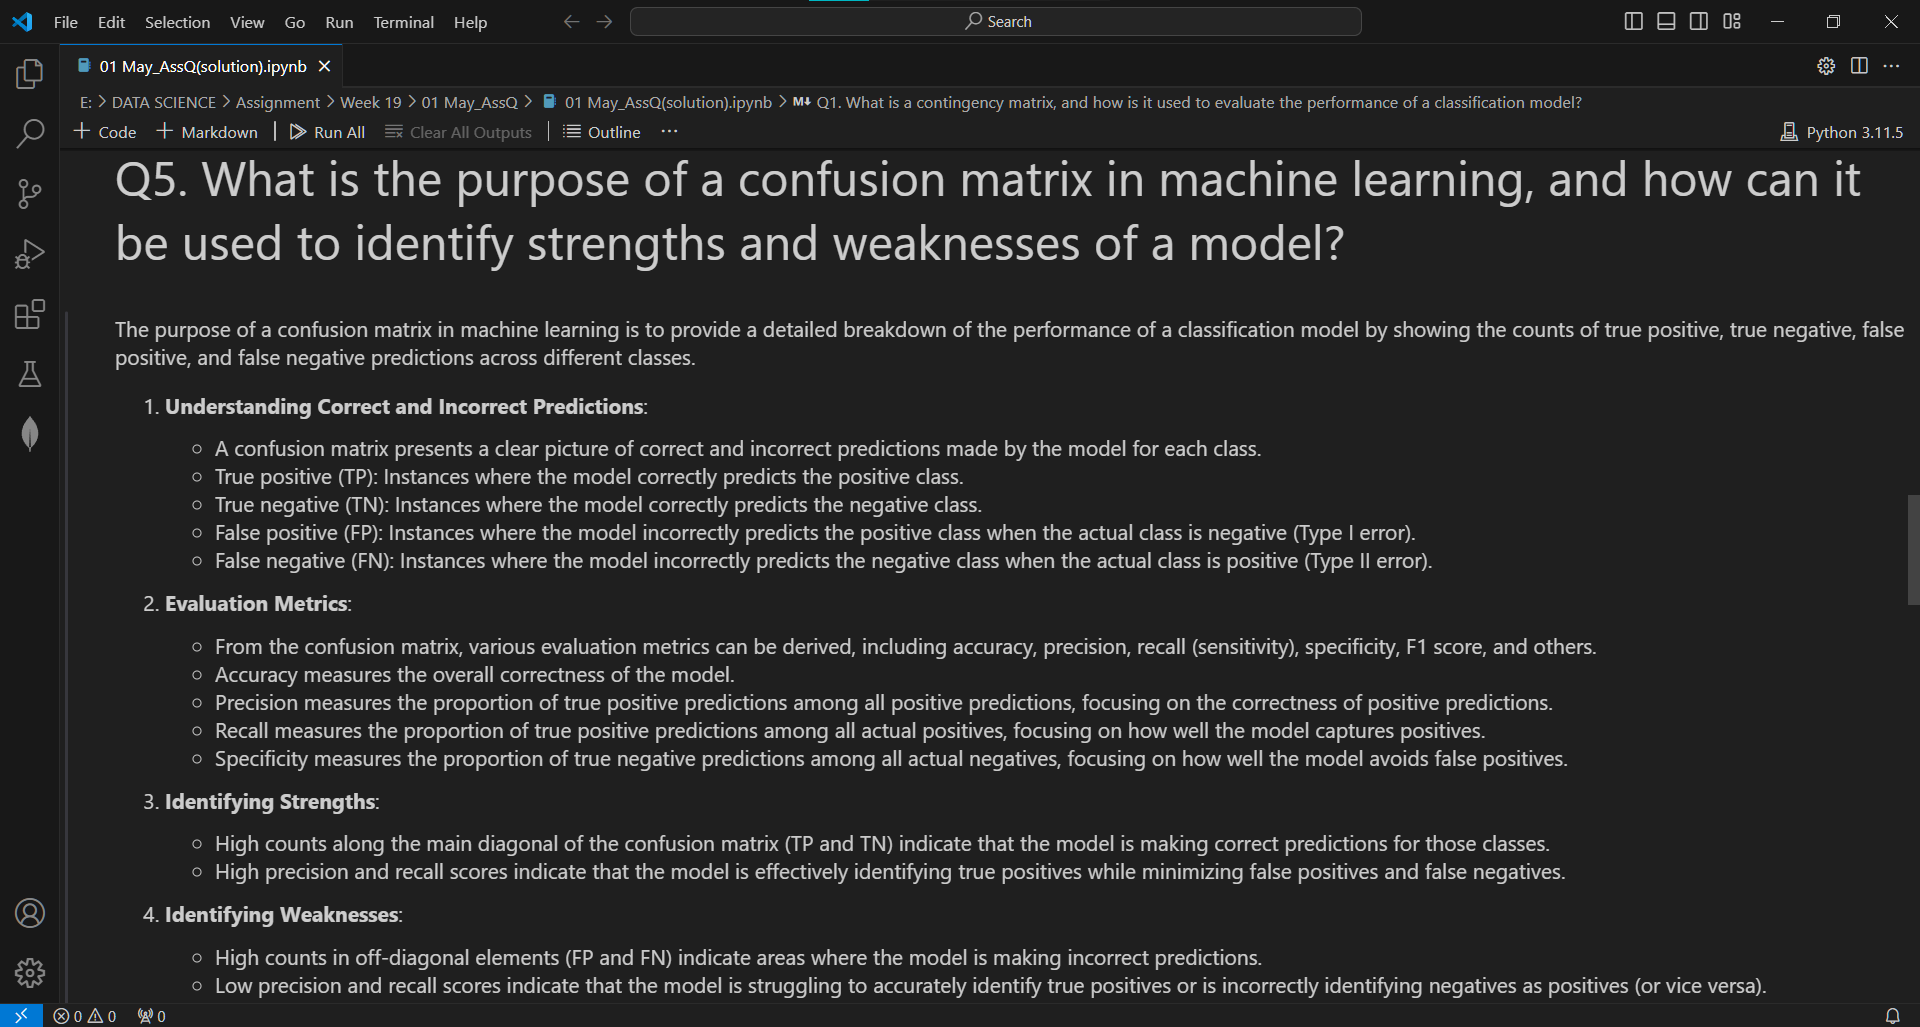 File Edit Selection View Go Run Terminal Help
Search
01 May_AssQ(solution).ipynb
E: > DATA SCIENCE > Assignment > Week 19 > 01 May_AssQ > 01 May_AssQ(solution).ipynb > M↓ Q1. What is a contingency matrix, and how is it used to evaluate the performance of a classification model?
+ Code + Markdown | Run All Clear All Outputs | Outline ··· Python 3.11.5
Q5. What is the purpose of a confusion matrix in machine learning, and how can it
be used to identify strengths and weaknesses of a model?
The purpose of a confusion matrix in machine learning is to provide a detailed breakdown of the performance of a classification model by showing the counts of true positive, true negative, false
positive, and false negative predictions across different classes.
1. Understanding Correct and Incorrect Predictions:
○ A confusion matrix presents a clear picture of correct and incorrect predictions made by the model for each class.
○ True positive (TP): Instances where the model correctly predicts the positive class.
○ True negative (TN): Instances where the model correctly predicts the negative class.
○ False positive (FP): Instances where the model incorrectly predicts the positive class when the actual class is negative (Type I error).
○ False negative (FN): Instances where the model incorrectly predicts the negative class when the actual class is positive (Type II error).
2. Evaluation Metrics:
○ From the confusion matrix, various evaluation metrics can be derived, including accuracy, precision, recall (sensitivity), specificity, F1 score, and others.
○ Accuracy measures the overall correctness of the model.
○ Precision measures the proportion of true positive predictions among all positive predictions, focusing on the correctness of positive predictions.
○ Recall measures the proportion of true positive predictions among all actual positives, focusing on how well the model captures positives.
○ Specificity measures the proportion of true negative predictions among all actual negatives, focusing on how well the model avoids false positives.
3. Identifying Strengths:
○ High counts along the main diagonal of the confusion matrix (TP and TN) indicate that the model is making correct predictions for those classes.
○ High precision and recall scores indicate that the model is effectively identifying true positives while minimizing false positives and false negatives.
4. Identifying Weaknesses:
○ High counts in off-diagonal elements (FP and FN) indicate areas where the model is making incorrect predictions.
○ Low precision and recall scores indicate that the model is struggling to accurately identify true positives or is incorrectly identifying negatives as positives (or vice versa).
0 0 0